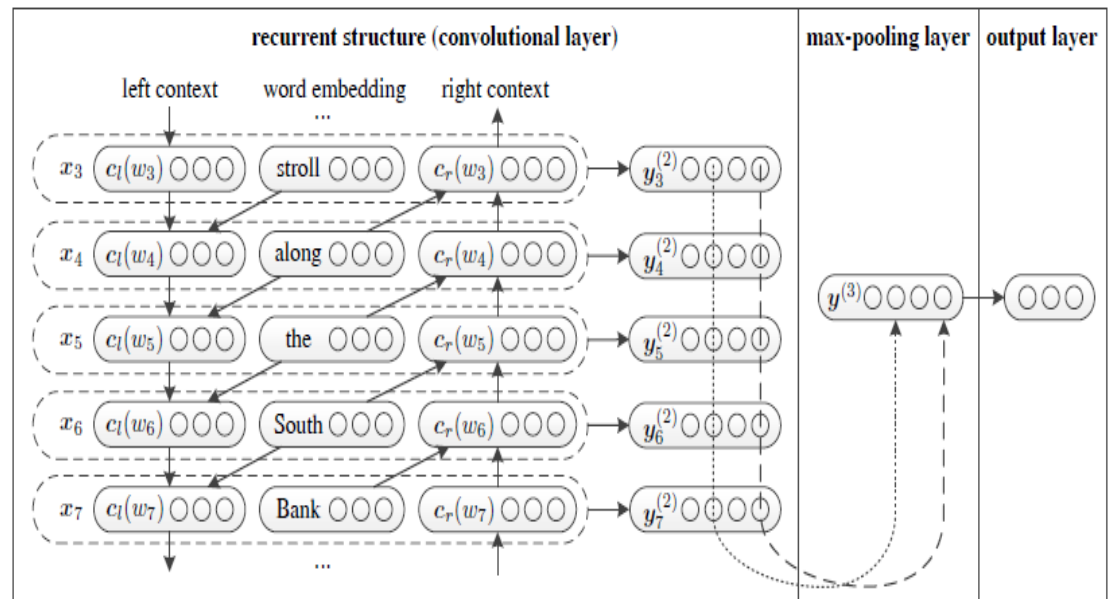 recurrent structure (convolutional layer) max-pooling layer output layer
left context word embedding right context
...
x₃ cₗ(w₃) stroll cᵣ(w₃) y₃⁽²⁾
x₄ cₗ(w₄) along cᵣ(w₄) y₄⁽²⁾
y⁽³⁾
x₅ cₗ(w₅) the cᵣ(w₅) y₅⁽²⁾
x₆ cₗ(w₆) South cᵣ(w₆) y₆⁽²⁾
x₇ cₗ(w₇) Bank cᵣ(w₇) y₇⁽²⁾
...